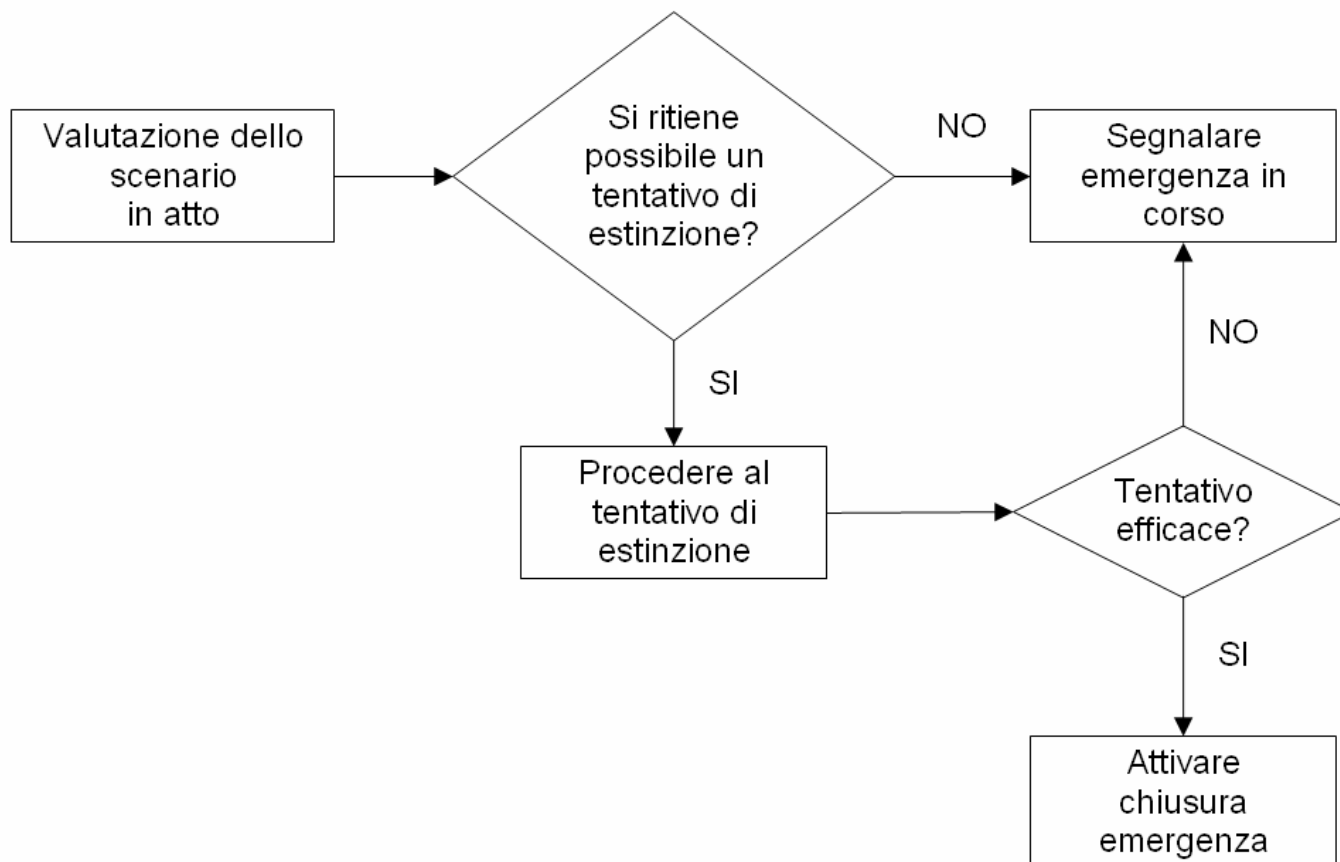 Valutazione dello
scenario
in atto
Si ritiene
possibile un
tentativo di
estinzione?
NO
Segnalare
emergenza in
corso
NO
SI
Procedere al
tentativo di
estinzione
Tentativo
efficace?
SI
Attivare
chiusura
emergenza